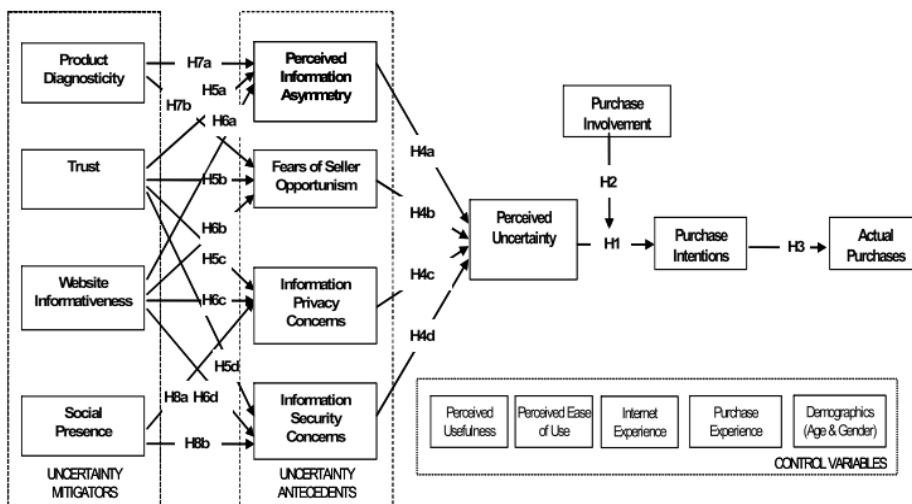 Product
Diagnosticity
Trust
Website
Informativeness
Social
Presence
UNCERTAINTY
MITIGATORS
H7a
H5a
H7b
H6a
H5b
H6b
H5c
H6c
H5d
H8a
H6d
H8b
Perceived
Information
Asymmetry
Fears of Seller
Opportunism
Information
Privacy
Concerns
Information
Security
Concerns
UNCERTAINTY
ANTECEDENTS
H4a
H4b
H4c
H4d
Perceived
Uncertainty
Purchase
Involvement
H2
H1
Purchase
Intentions
H3
Actual
Purchases
Perceived
Usefulness
Perceived Ease
of Use
Internet
Experience
Purchase
Experience
Demographics
(Age & Gender)
CONTROL VARIABLES